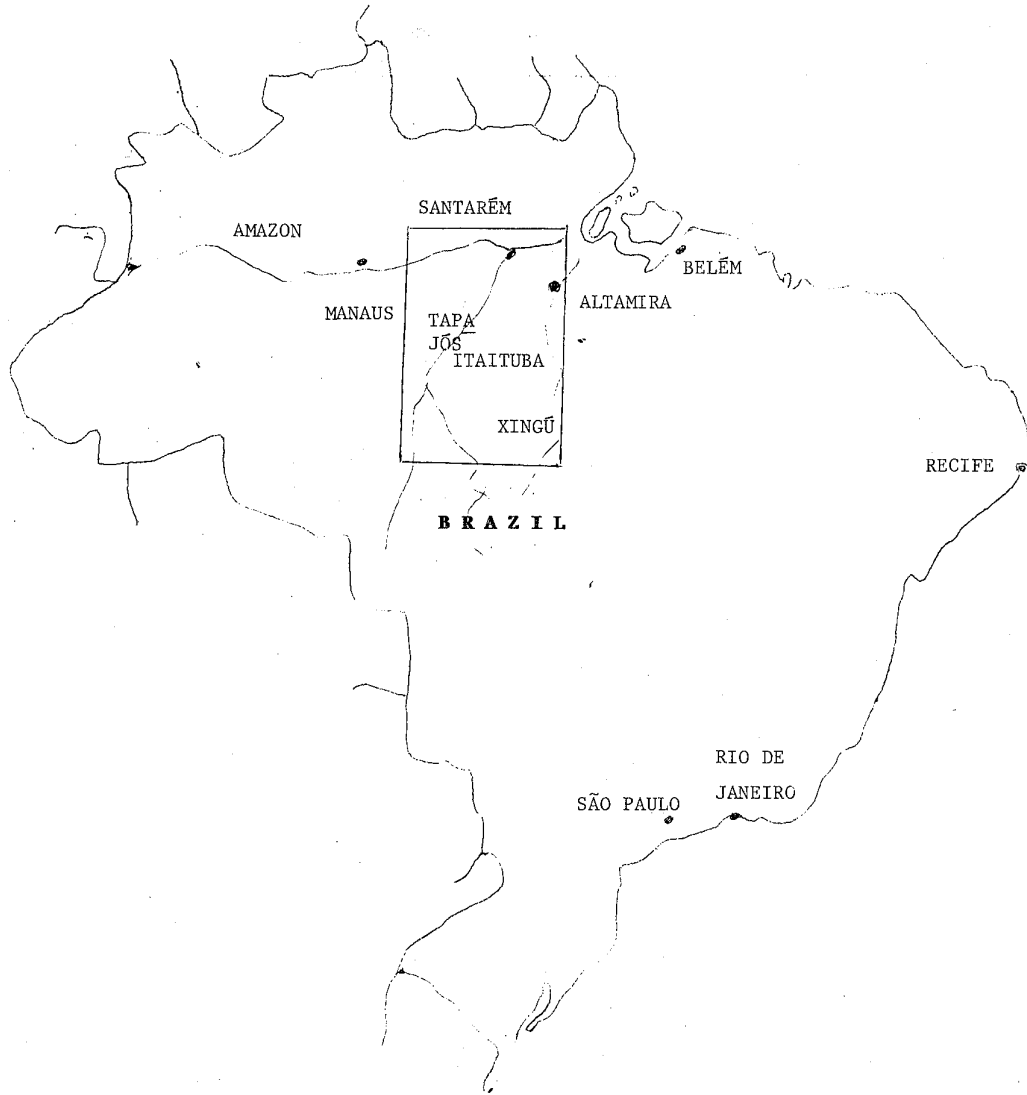 SANTARÉM
AMAZON
BELÉM
MANAUS
ALTAMIRA
TAPA
JÓS
ITAITUBA
XINGÚ
RECIFE
BRAZIL
RIO DE
JANEIRO
SÃO PAULO